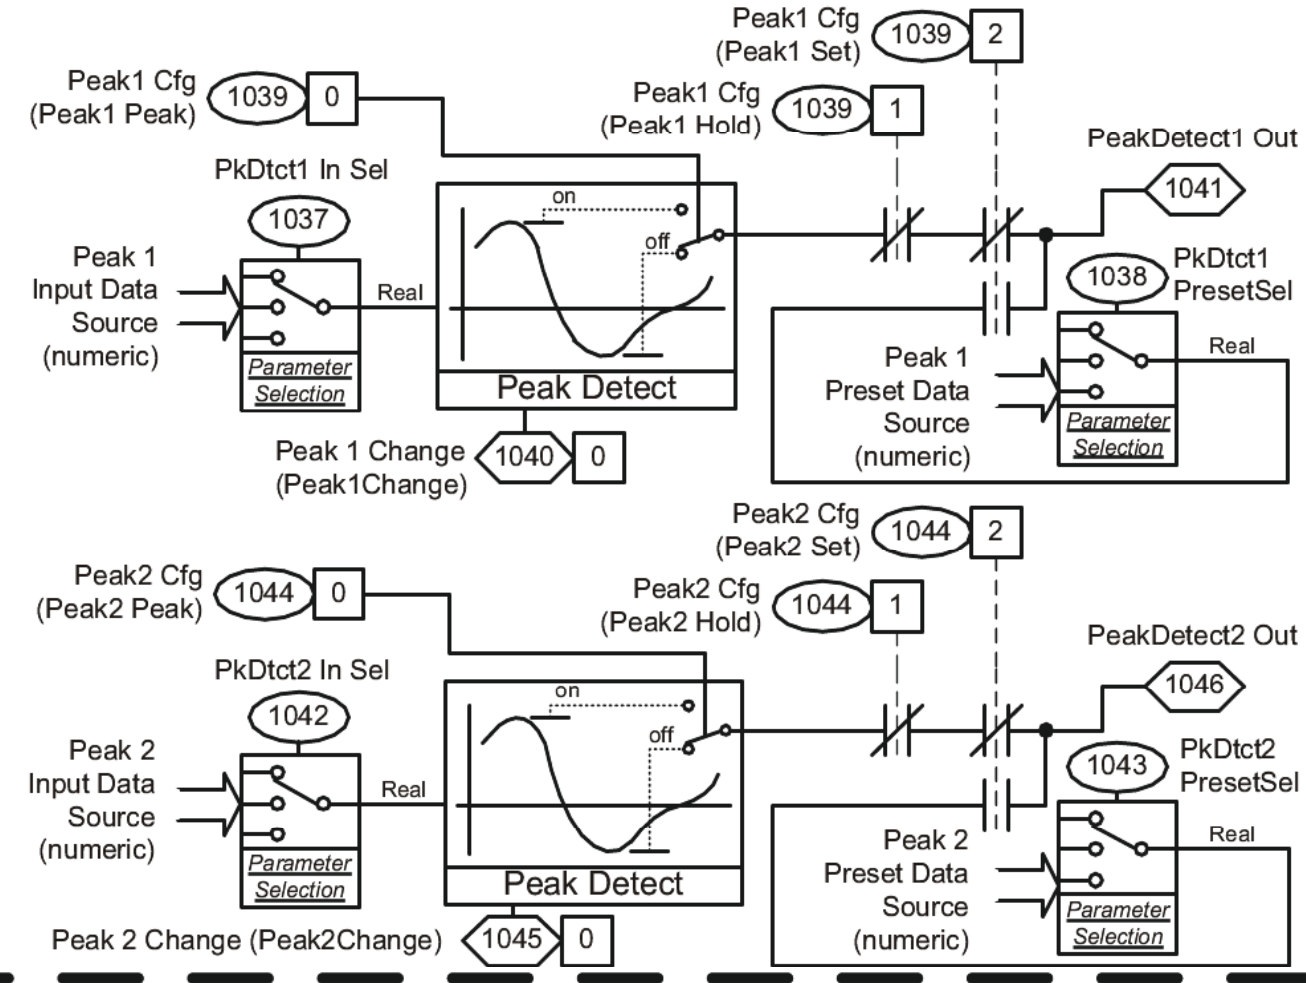 Peak1 Cfg
(Peak1 Set)
1039
2
Peak1 Cfg
(Peak1 Peak)
1039
0
Peak1 Cfg
(Peak1 Hold)
1039
1
PeakDetect1 Out
1041
PkDtct1 In Sel
1037
Peak 1
Input Data
Source
(numeric)
Parameter
Selection
Real
on
off
Peak Detect
Peak 1 Change
(Peak1Change)
1040
0
1038
PkDtct1
PresetSel
Peak 1
Preset Data
Source
(numeric)
Parameter
Selection
Real
Peak2 Cfg
(Peak2 Set)
1044
2
Peak2 Cfg
(Peak2 Peak)
1044
0
Peak2 Cfg
(Peak2 Hold)
1044
1
PeakDetect2 Out
1046
PkDtct2 In Sel
1042
Peak 2
Input Data
Source
(numeric)
Parameter
Selection
Real
on
off
Peak Detect
Peak 2 Change (Peak2Change)
1045
0
1043
PkDtct2
PresetSel
Peak 2
Preset Data
Source
(numeric)
Parameter
Selection
Real